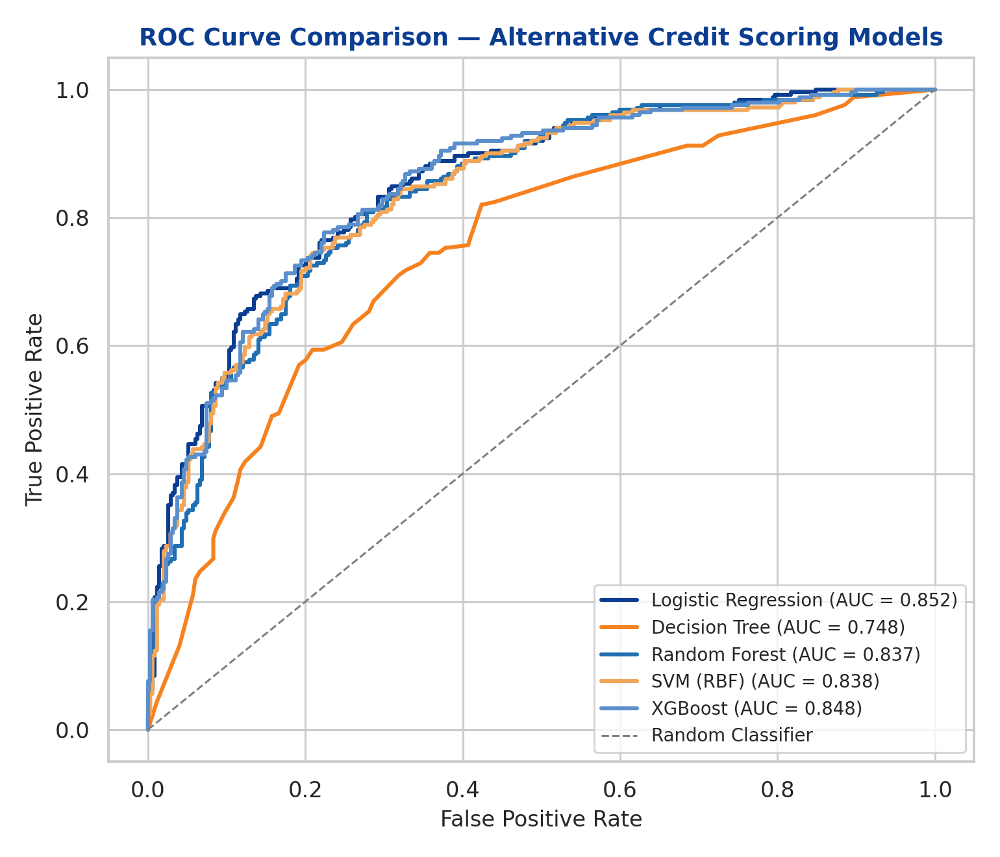 ROC Curve Comparison — Alternative Credit Scoring Models
1.0
0.8
0.6
0.4
0.2
0.0
True Positive Rate
Logistic Regression (AUC = 0.852)
Decision Tree (AUC = 0.748)
Random Forest (AUC = 0.837)
SVM (RBF) (AUC = 0.838)
XGBoost (AUC = 0.848)
Random Classifier
0.0 0.2 0.4 0.6 0.8 1.0
False Positive Rate